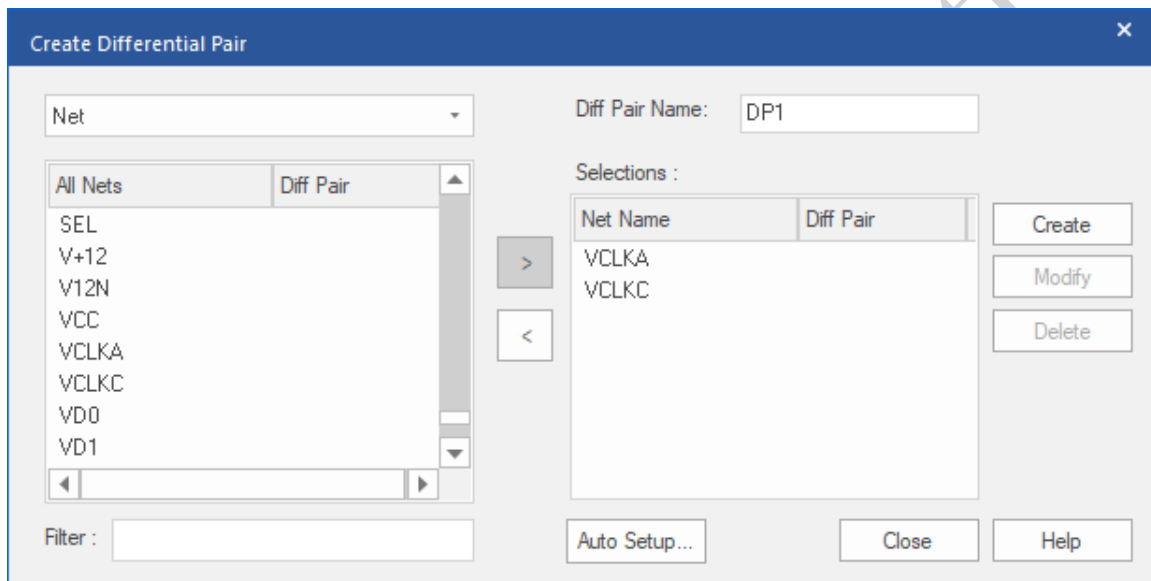 Create Differential Pair
Net
Diff Pair Name: DP1
All Nets Diff Pair
SEL
V+12
V12N
VCC
VCLKA
VCLKC
VD0
VD1
Filter :
>
<
Selections :
Net Name Diff Pair
VCLKA
VCLKC
Create
Modify
Delete
Auto Setup...
Close
Help